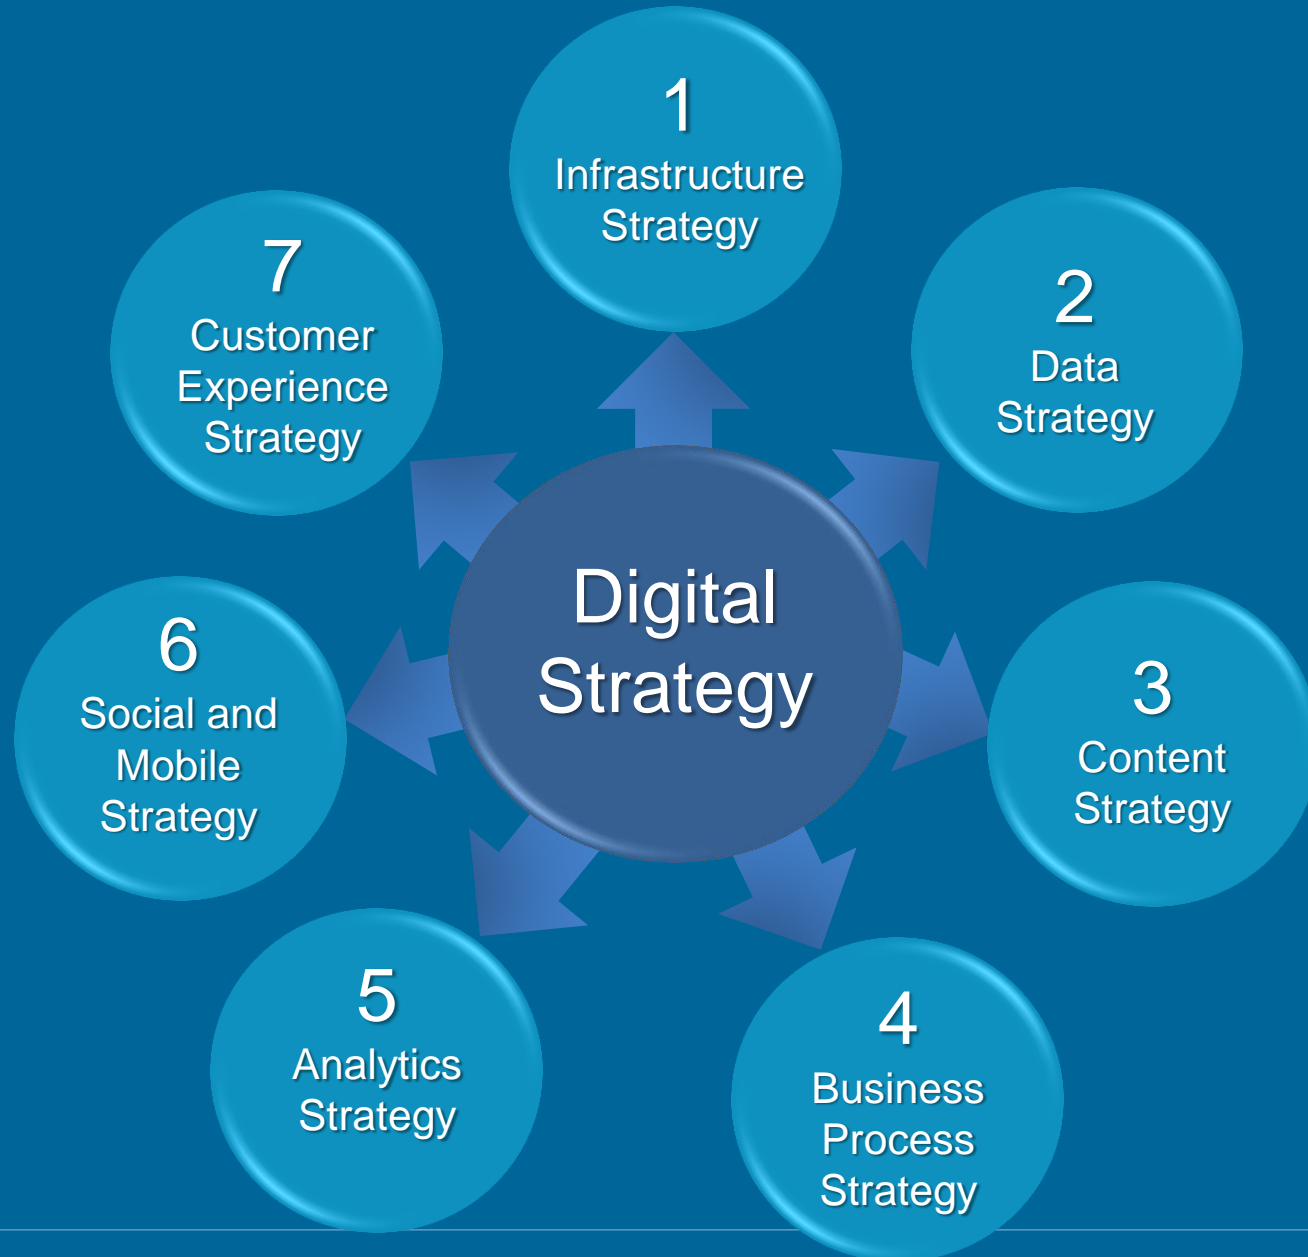 1
Infrastructure
Strategy
2
Data
Strategy
3
Content
Strategy
4
Business
Process
Strategy
5
Analytics
Strategy
6
Social and
Mobile
Strategy
7
Customer
Experience
Strategy
Digital
Strategy